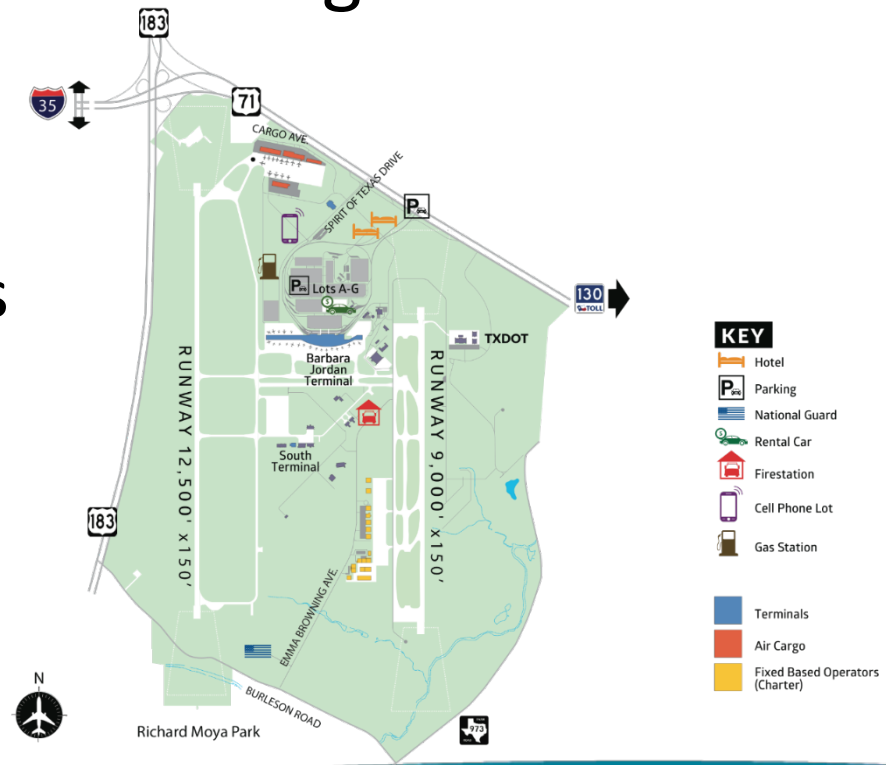 g
183
35
71
CARGO AVE.
SPIRIT OF TEXAS DRIVE
P
s
P
Lots A-G
130
TOLL
TXDOT
KEY
Hotel
P
Parking
National Guard
Rental Car
Firestation
Cell Phone Lot
Gas Station
Terminals
Air Cargo
Fixed Based Operators
(Charter)
Barbara
Jordan
Terminal
RUNWAY 12,500' x150'
RUNWAY 9,000' x150'
South
Terminal
183
EMMA BROWNING AVE.
BURLESON ROAD
N
Richard Moya Park
973